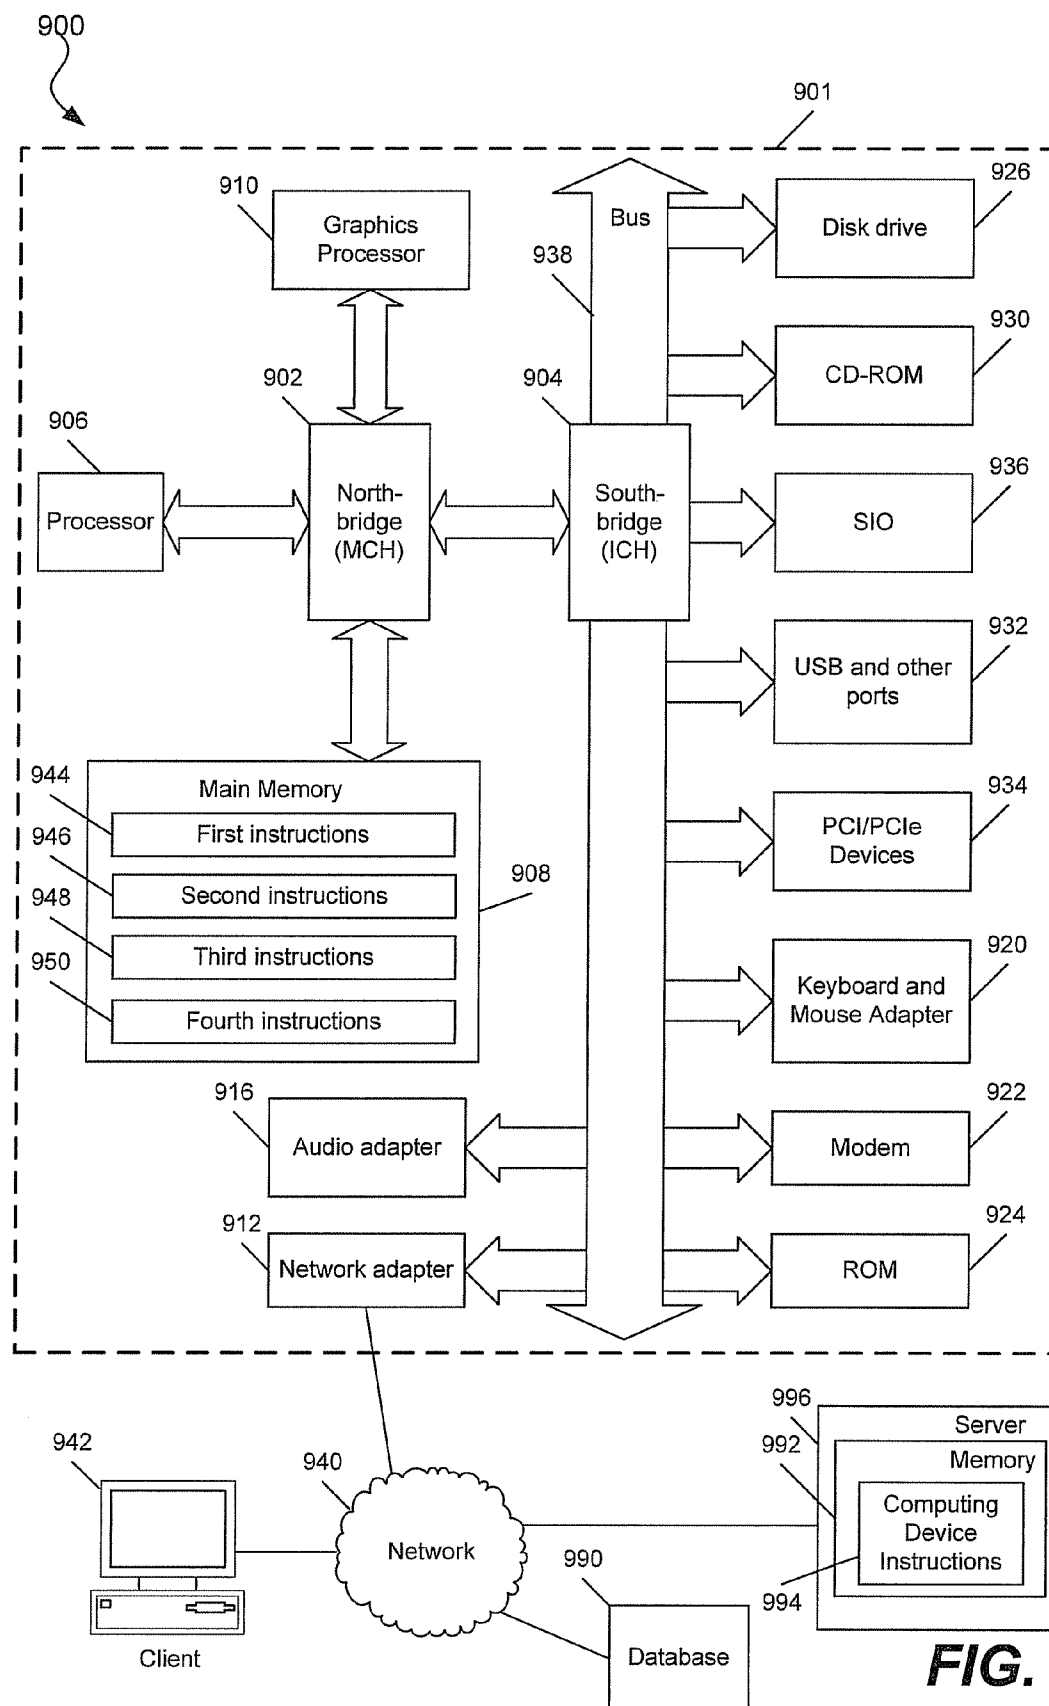 900
901
910
Graphics
Processor
Bus
938
Disk drive
926
CD-ROM
930
902
904
906
Processor
North-
bridge
(MCH)
South-
bridge
(ICH)
SIO
936
USB and other
ports
932
944
Main Memory
First instructions
946
Second instructions
948
Third instructions
950
Fourth instructions
908
PCI/PCIe
Devices
934
Keyboard and
Mouse Adapter
920
916
Audio adapter
Modem
922
912
Network adapter
ROM
924
942
Client
940
Network
990
Database
996
Server
992
Memory
Computing
Device
Instructions
994
FIG.